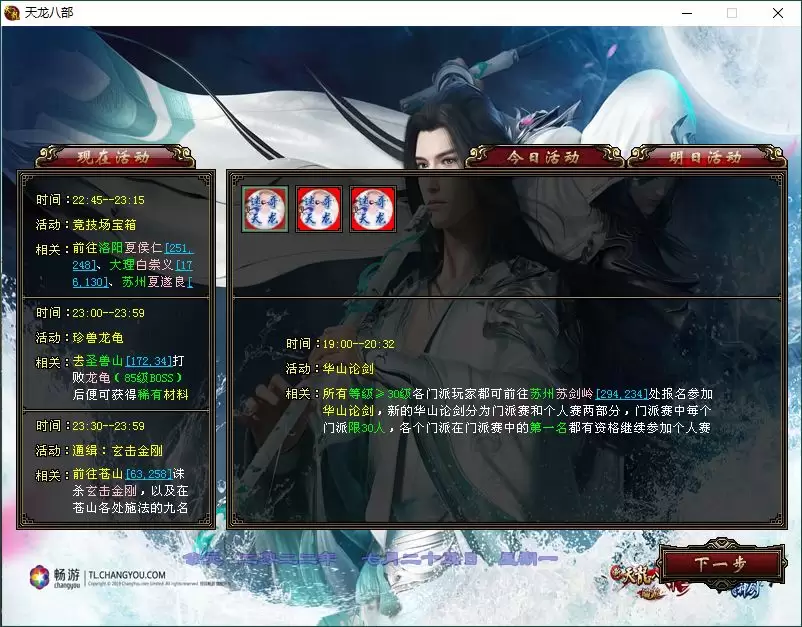 天龙八部
现在活动
今日活动
明日活动
时间：22:45--23:15
活动：竞技场宝箱
相关：前往洛阳夏侯仁[251,
248]、大理白崇义[17
6,130]、苏州夏遂良[
时间：23:00--23:59
活动：珍兽龙龟
相关：去圣兽山[172,34]打
败龙龟（85级BOSS）
后便可获得稀有材料
时间：23:30--23:59
活动：通缉：玄击金刚
相关：前往苍山[63,258]诛
杀玄击金刚，以及在
苍山各处施法的九名
时间：19:00--20:32
活动：华山论剑
相关：所有等级≥30级各门派玩家都可前往苏州苏剑岭[294,234]处报名参加
华山论剑，新的华山论剑分为门派赛和个人赛两部分，门派赛中每个
门派限30人，各个门派在门派赛中的第一名都有资格继续参加个人赛
畅游
changyou
TL.CHANGYOU.COM
下一步